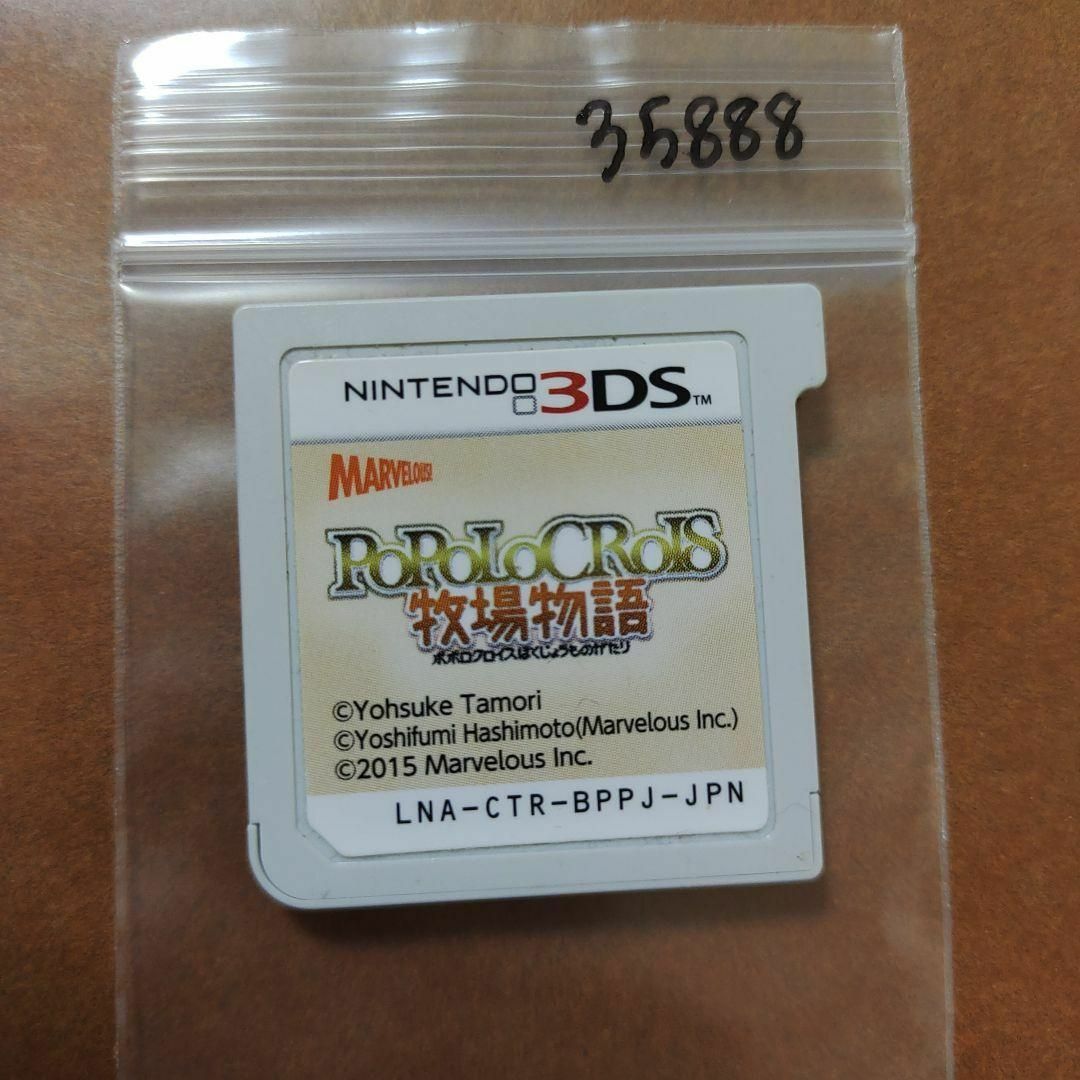 35888
NINTENDO 3DS™
MARVELOUS!
PoPoLoCRoIS
牧場物語
ポポロクロイスぼくじょうものがたり
©Yohsuke Tamori
©Yoshifumi Hashimoto(Marvelous Inc.)
©2015 Marvelous Inc.
LNA-CTR-BPPJ-JPN